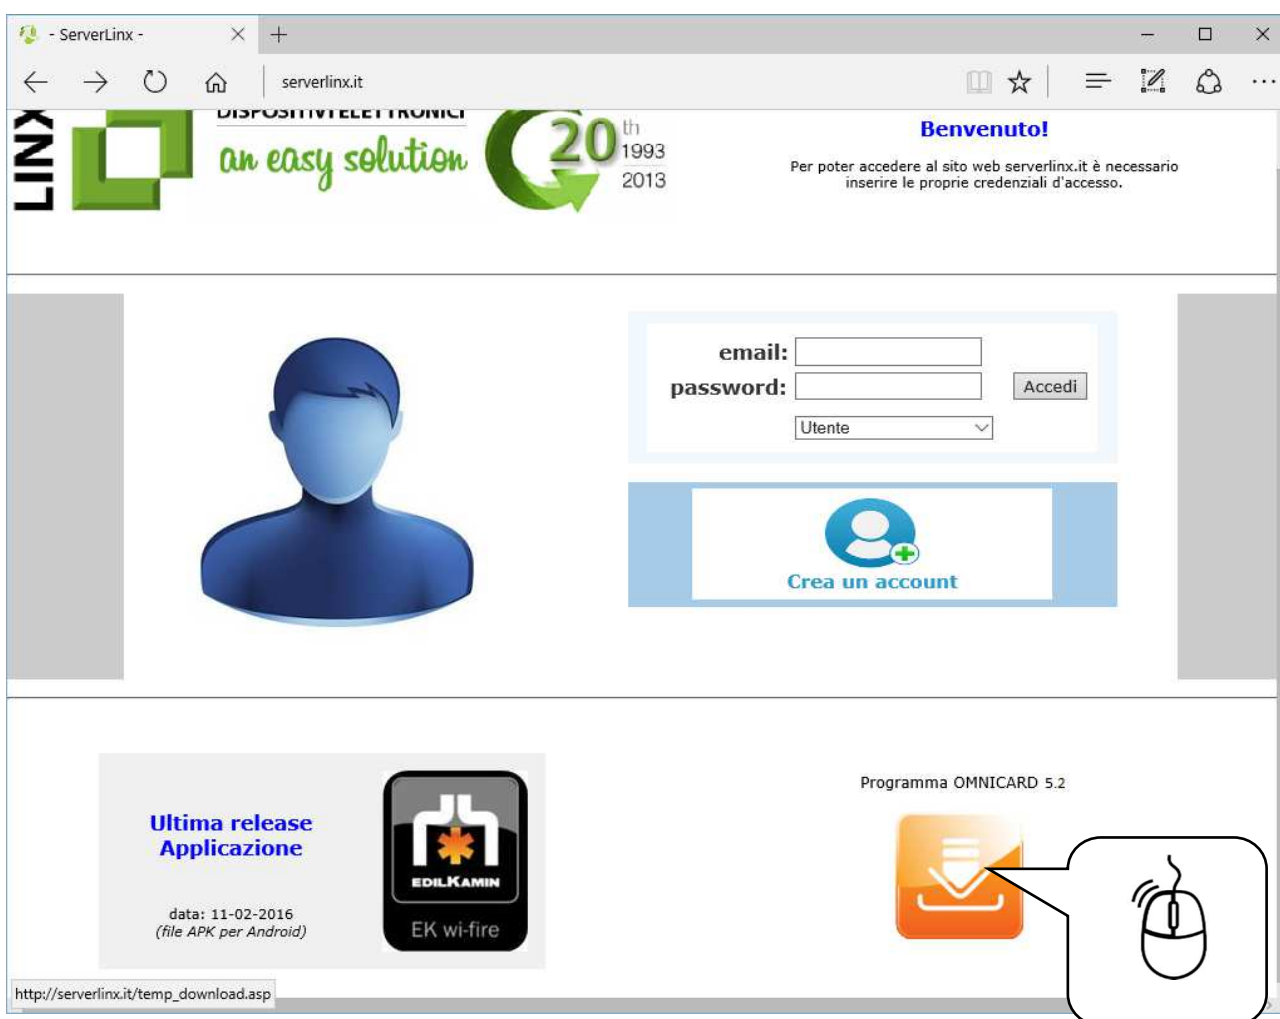 - ServerLinx -
serverlinx.it
LINX
DISPOSITIVI ELETTRONICI
an easy solution
20th
1993
2013
Benvenuto!
Per poter accedere al sito web serverlinx.it è necessario
inserire le proprie credenziali d'accesso.
email:
password:
Accedi
Utente
Crea un account
Ultima release
Applicazione
data: 11-02-2016
(file APK per Android)
EDILKAMIN
EK wi-fire
Programma OMNICARD 5.2
http://serverlinx.it/temp_download.asp